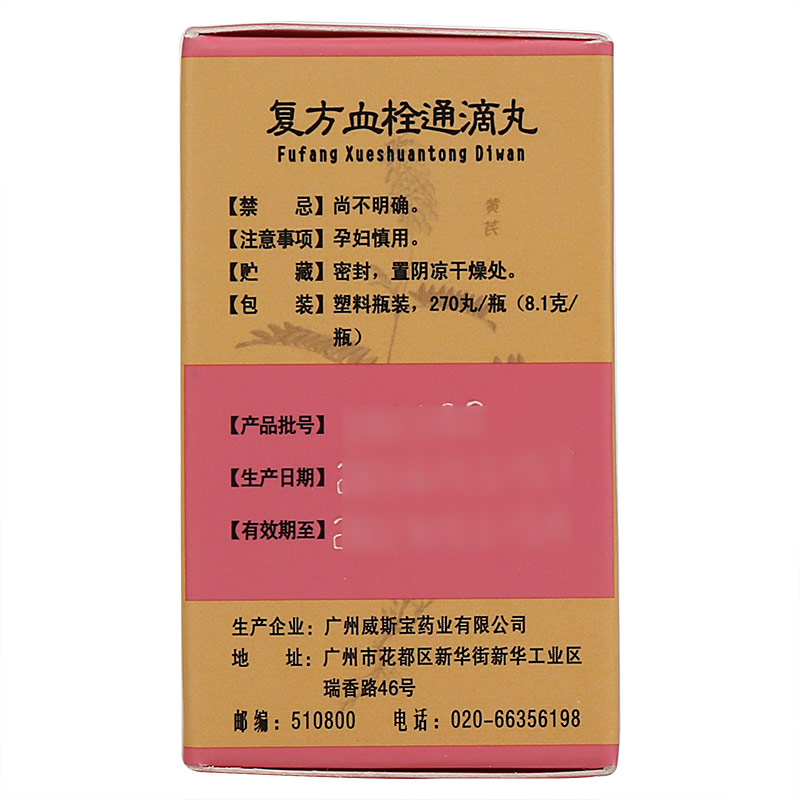 复方血栓通滴丸
Fufang Xueshuantong Diwan
黄芪
【禁　　忌】尚不明确。
【注意事项】孕妇慎用。
【贮　　藏】密封，置阴凉干燥处。
【包　　装】塑料瓶装，270丸/瓶（8.1克/
瓶）
【产品批号】
【生产日期】
【有效期至】
生产企业：广州威斯宝药业有限公司
地　　址：广州市花都区新华街新华工业区
瑞香路46号
邮编：510800　电话：020-66356198